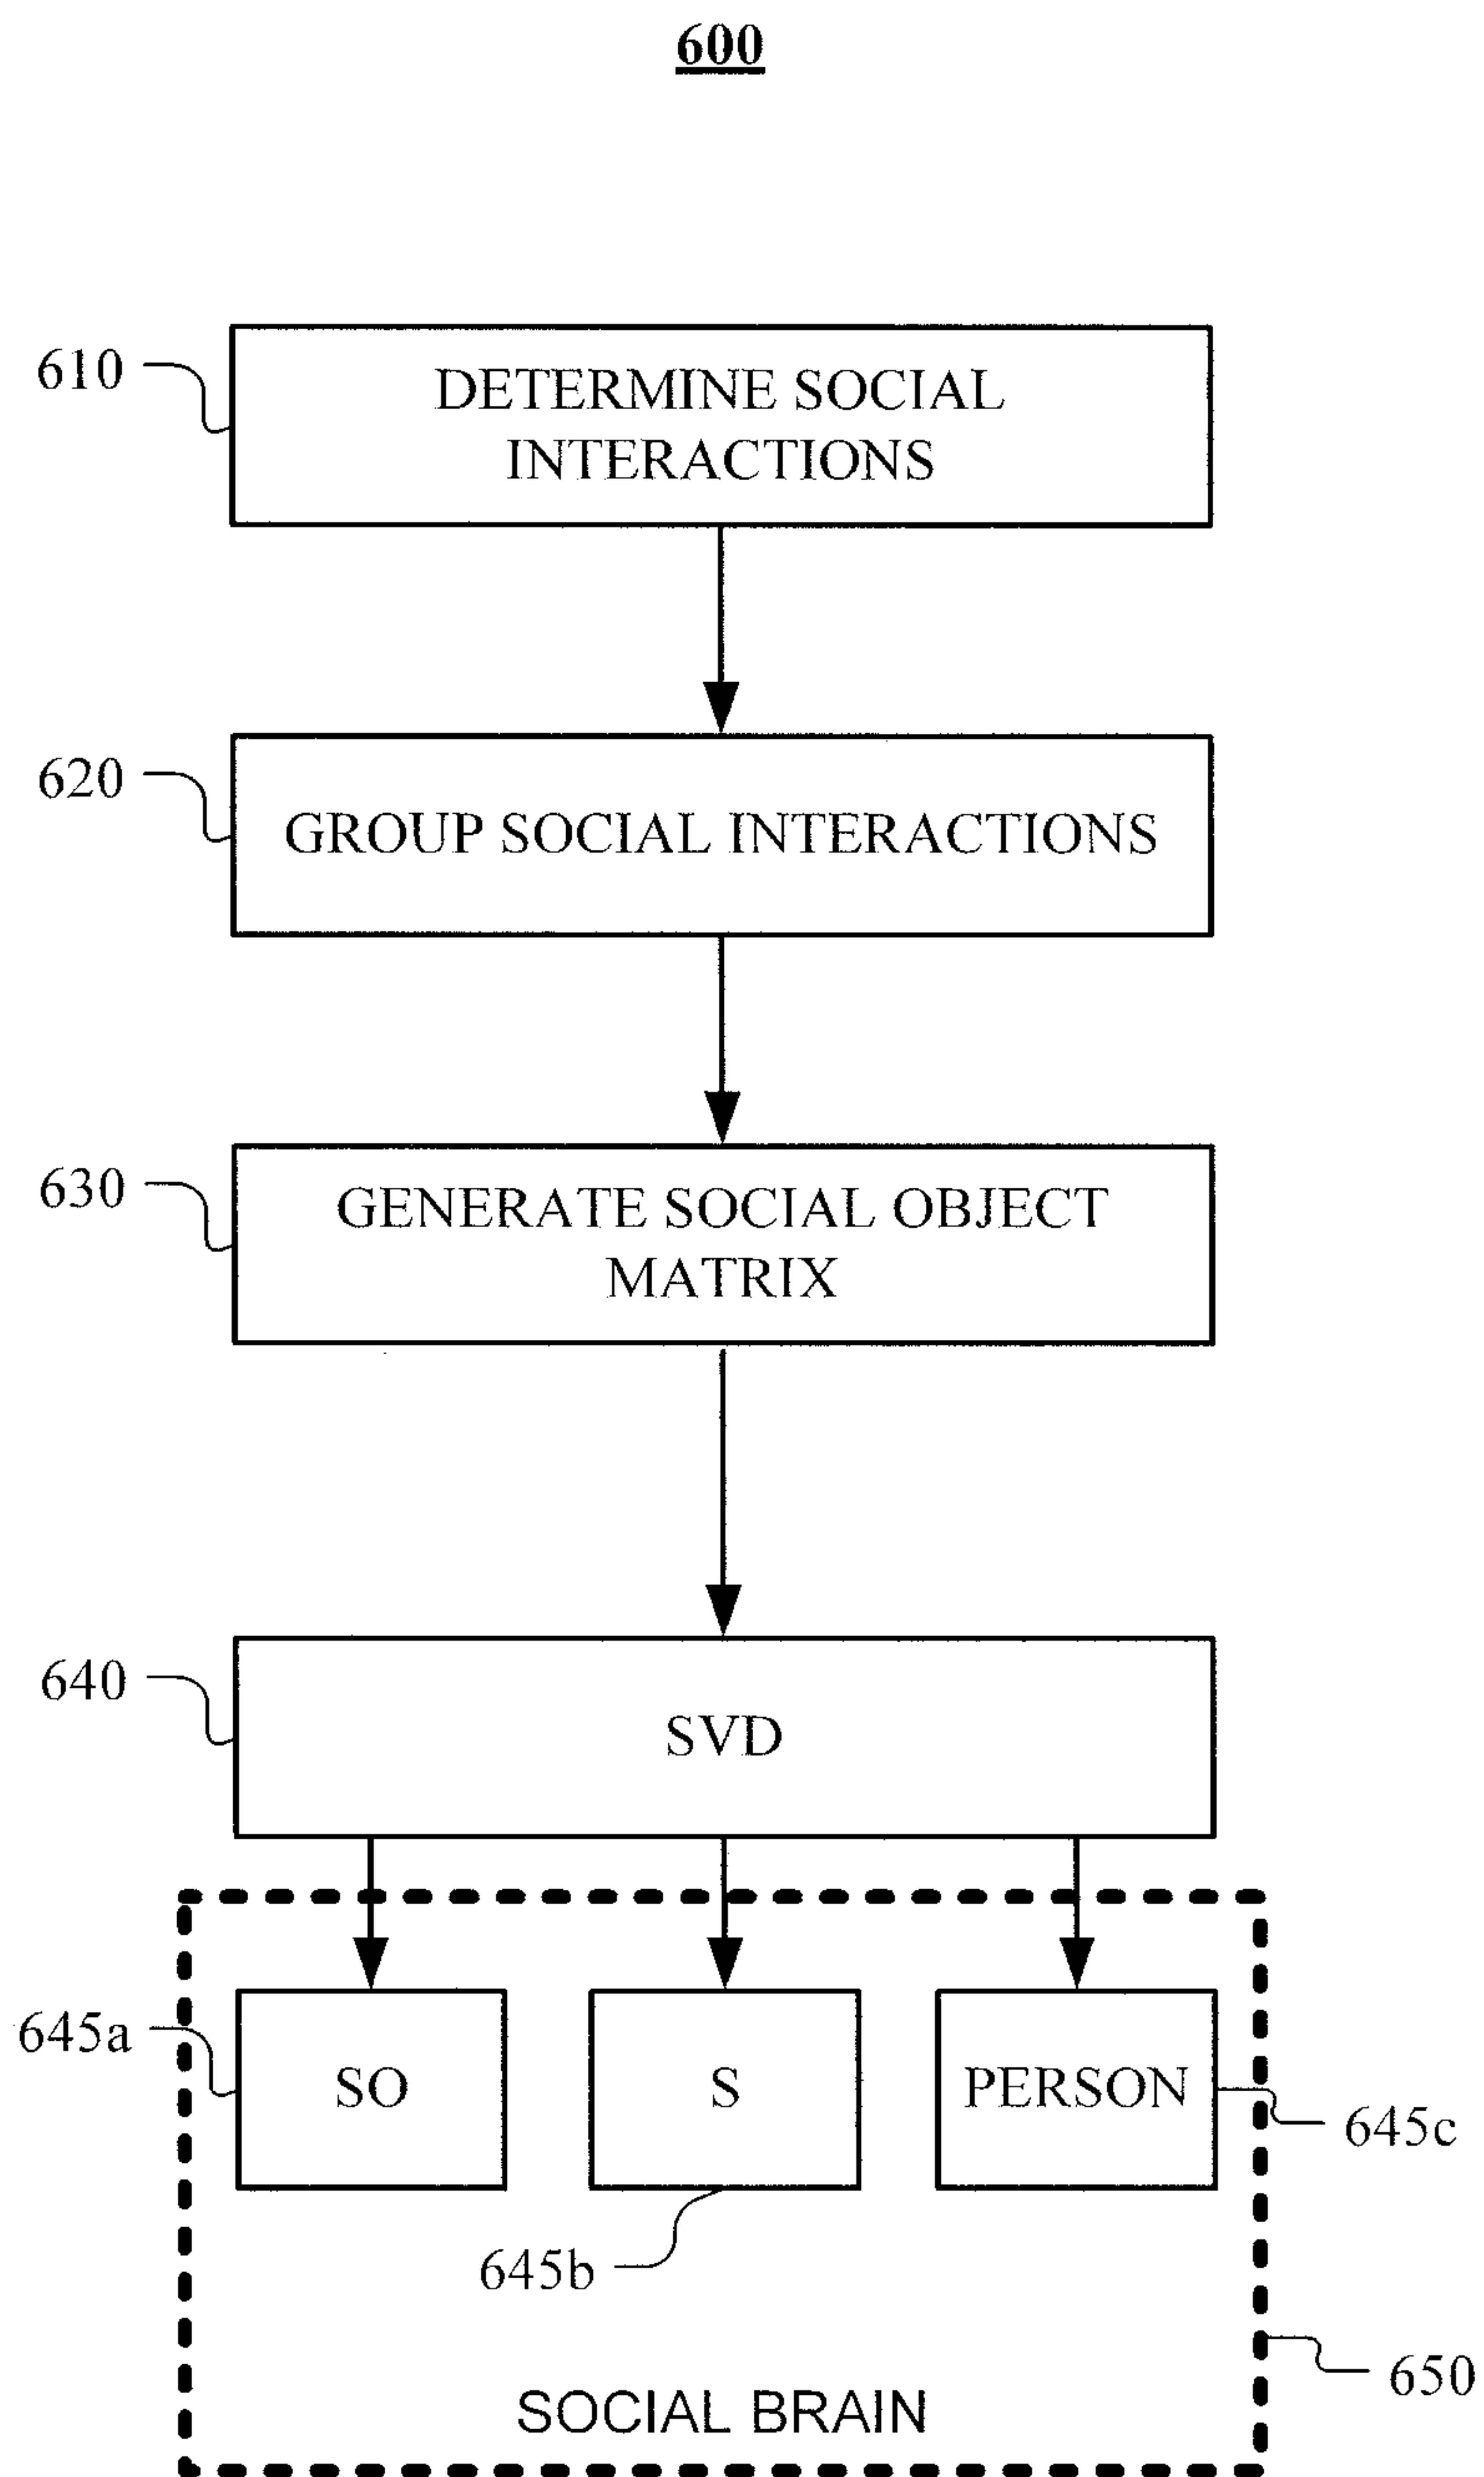 600
610
DETERMINE SOCIAL
INTERACTIONS
620
GROUP SOCIAL INTERACTIONS
630
GENERATE SOCIAL OBJECT
MATRIX
640
SVD
645a
SO
S
PERSON
645c
645b
650
SOCIAL BRAIN